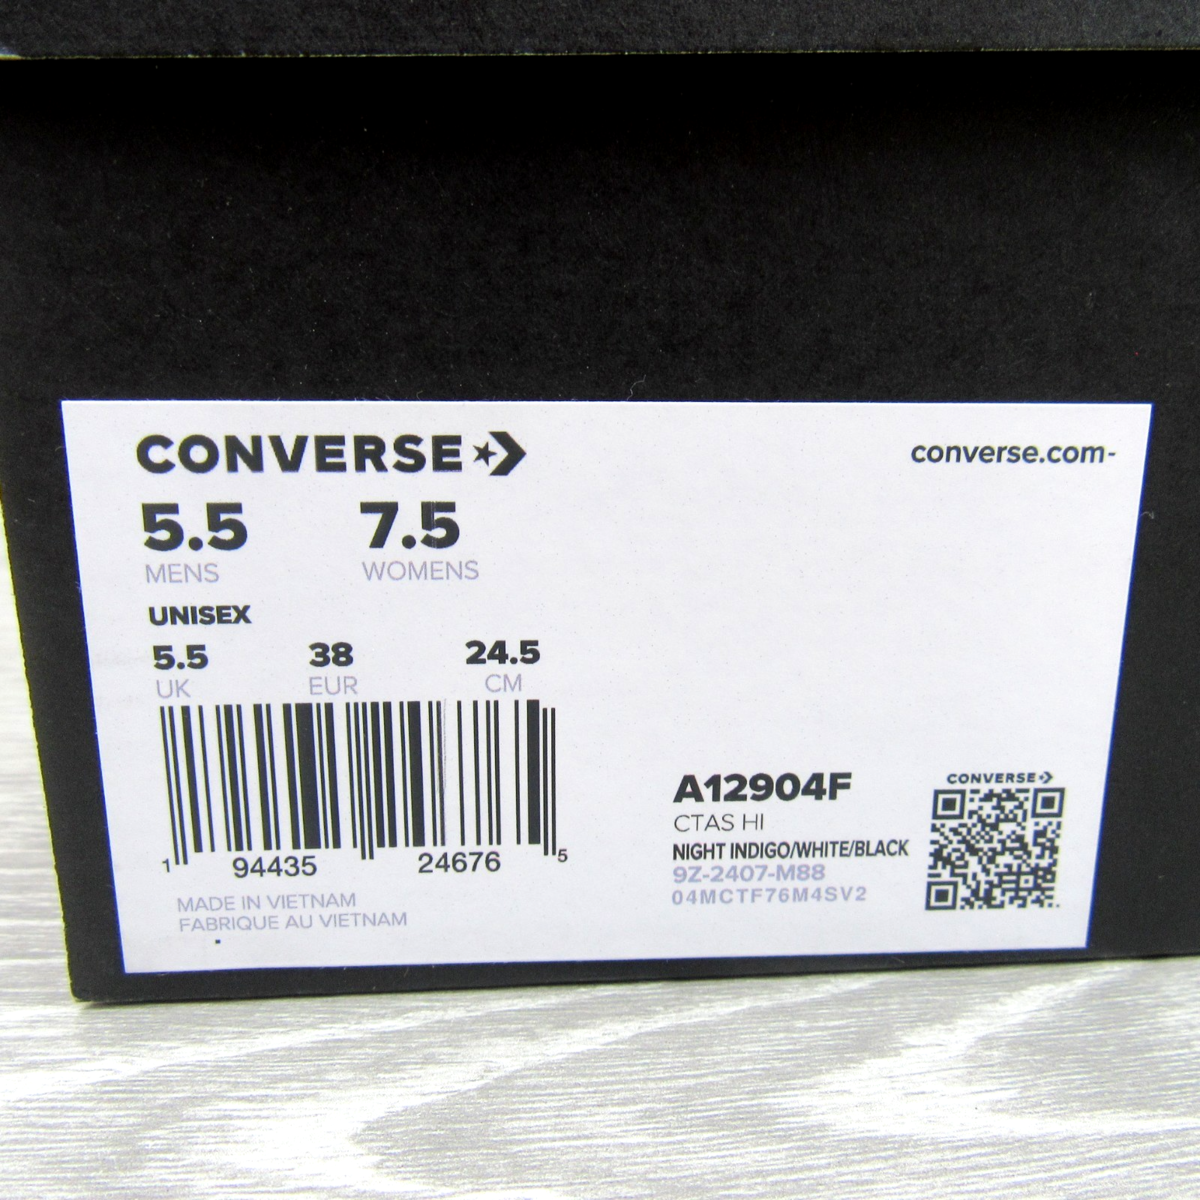 CONVERSE
converse.com-
5.5 7.5
MENS WOMENS
UNISEX
5.5 38 24.5
UK EUR CM
1 94435 24676 5
MADE IN VIETNAM
FABRIQUE AU VIETNAM
A12904F
CTAS HI
NIGHT INDIGO/WHITE/BLACK
9Z-2407-M88
04MCTF76M4SV2
CONVERSE